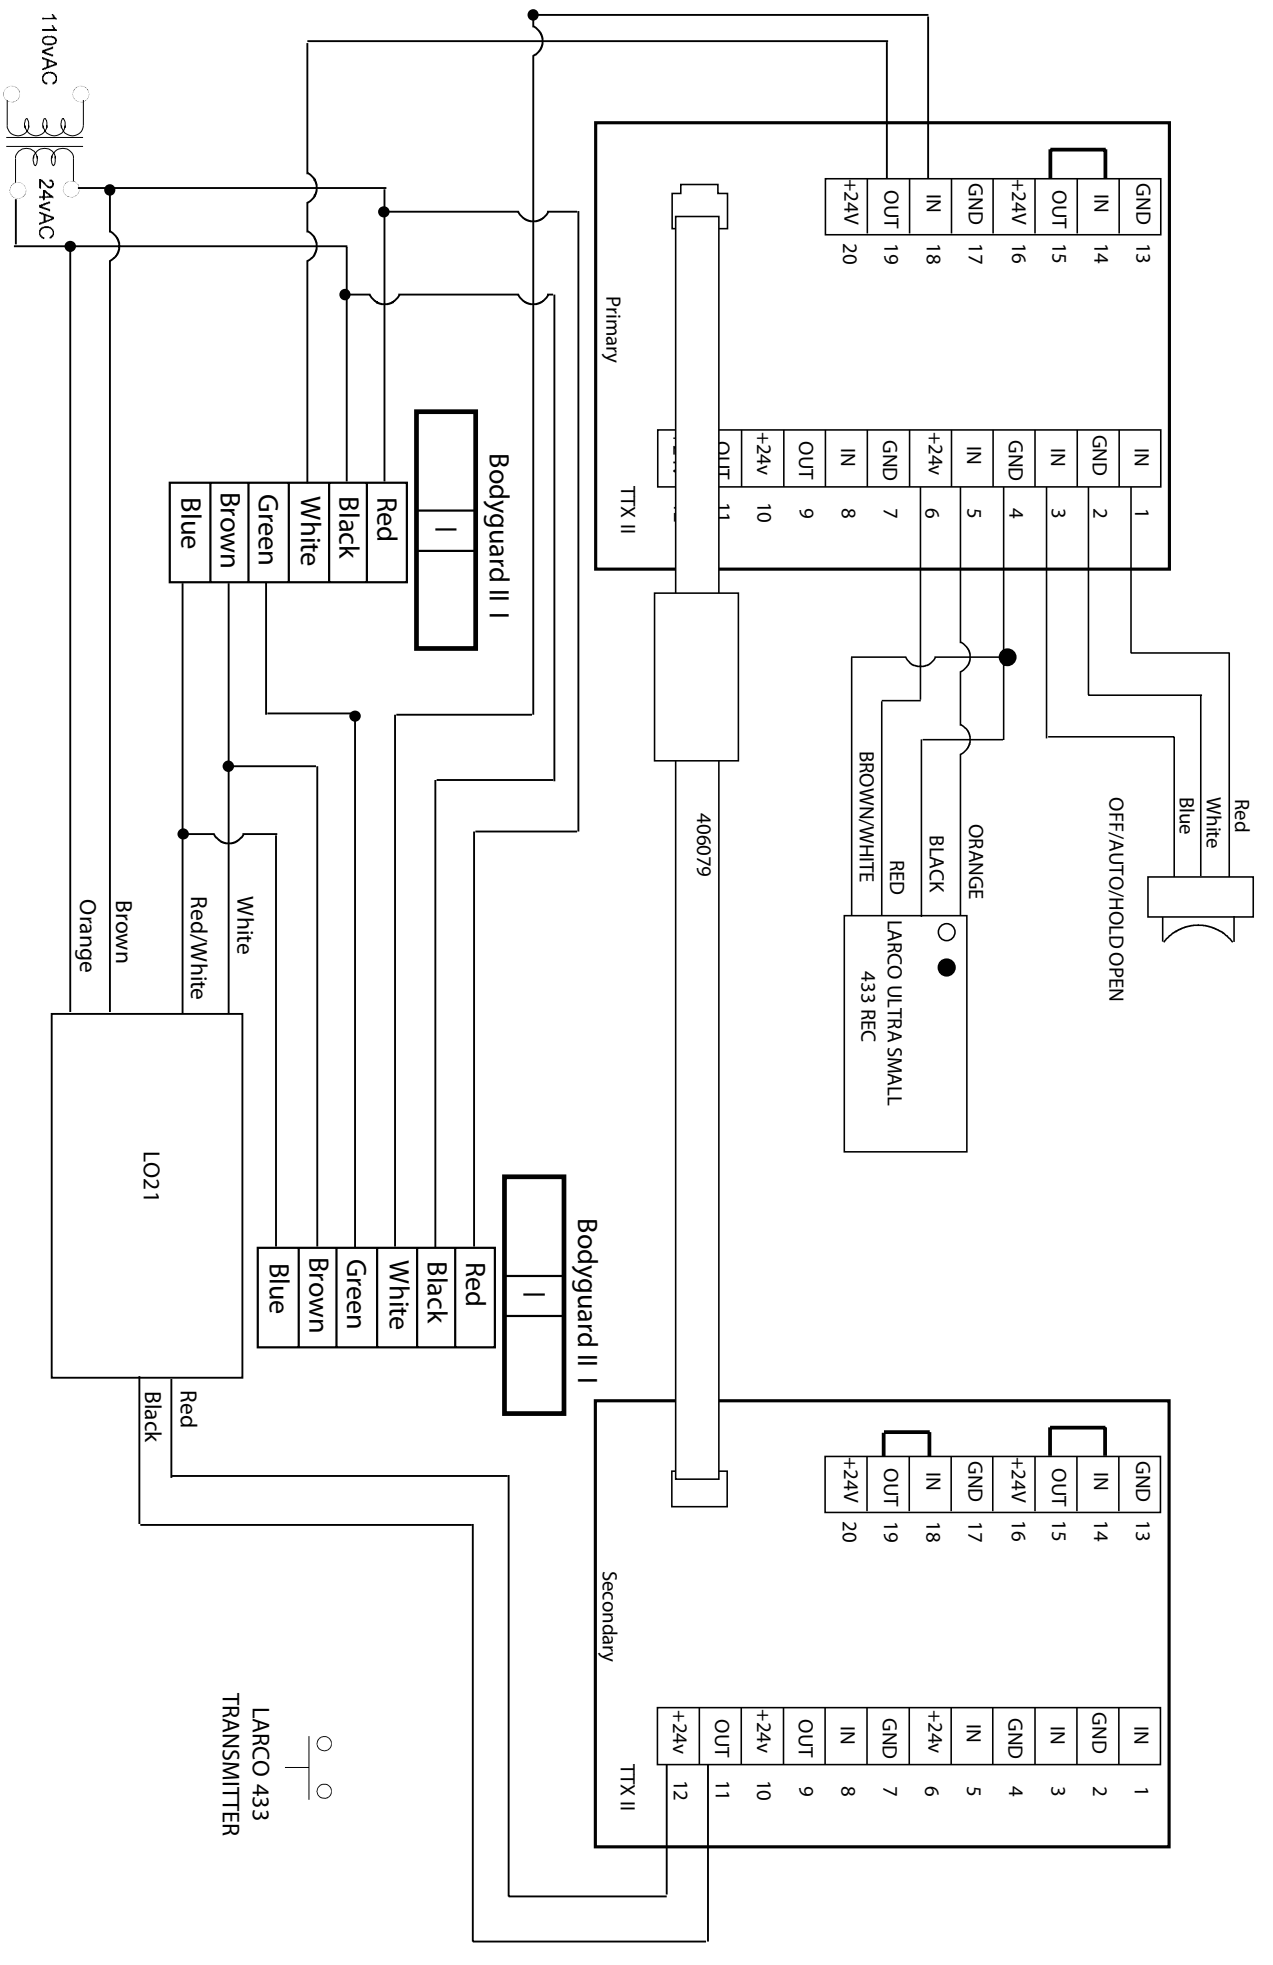 Red
White
Blue
OFF/AUTO/HOLD OPEN
GND
IN
OUT
+24V
GND
IN
OUT
+24V
13
14
15
16
17
18
19
20
Primary
IN
GND
IN
GND
IN
+24v
GND
IN
OUT
+24v
OUT
1
2
3
4
5
6
7
8
9
10
11
TTX II
ORANGE
BLACK
RED
BROWN/WHITE
LARCO ULTRA SMALL
433 REC
406079
GND
IN
OUT
+24V
GND
IN
OUT
+24V
13
14
15
16
17
18
19
20
Secondary
IN
GND
IN
GND
IN
+24v
GND
IN
OUT
+24v
OUT
+24v
1
2
3
4
5
6
7
8
9
10
11
12
TTX II
Bodyguard II I
I
Red
Black
White
Green
Brown
Blue
Bodyguard II I
I
Red
Black
White
Green
Brown
Blue
110vAC
24vAC
White
Red/White
Brown
Orange
LO21
Red
Black
LARCO 433
TRANSMITTER